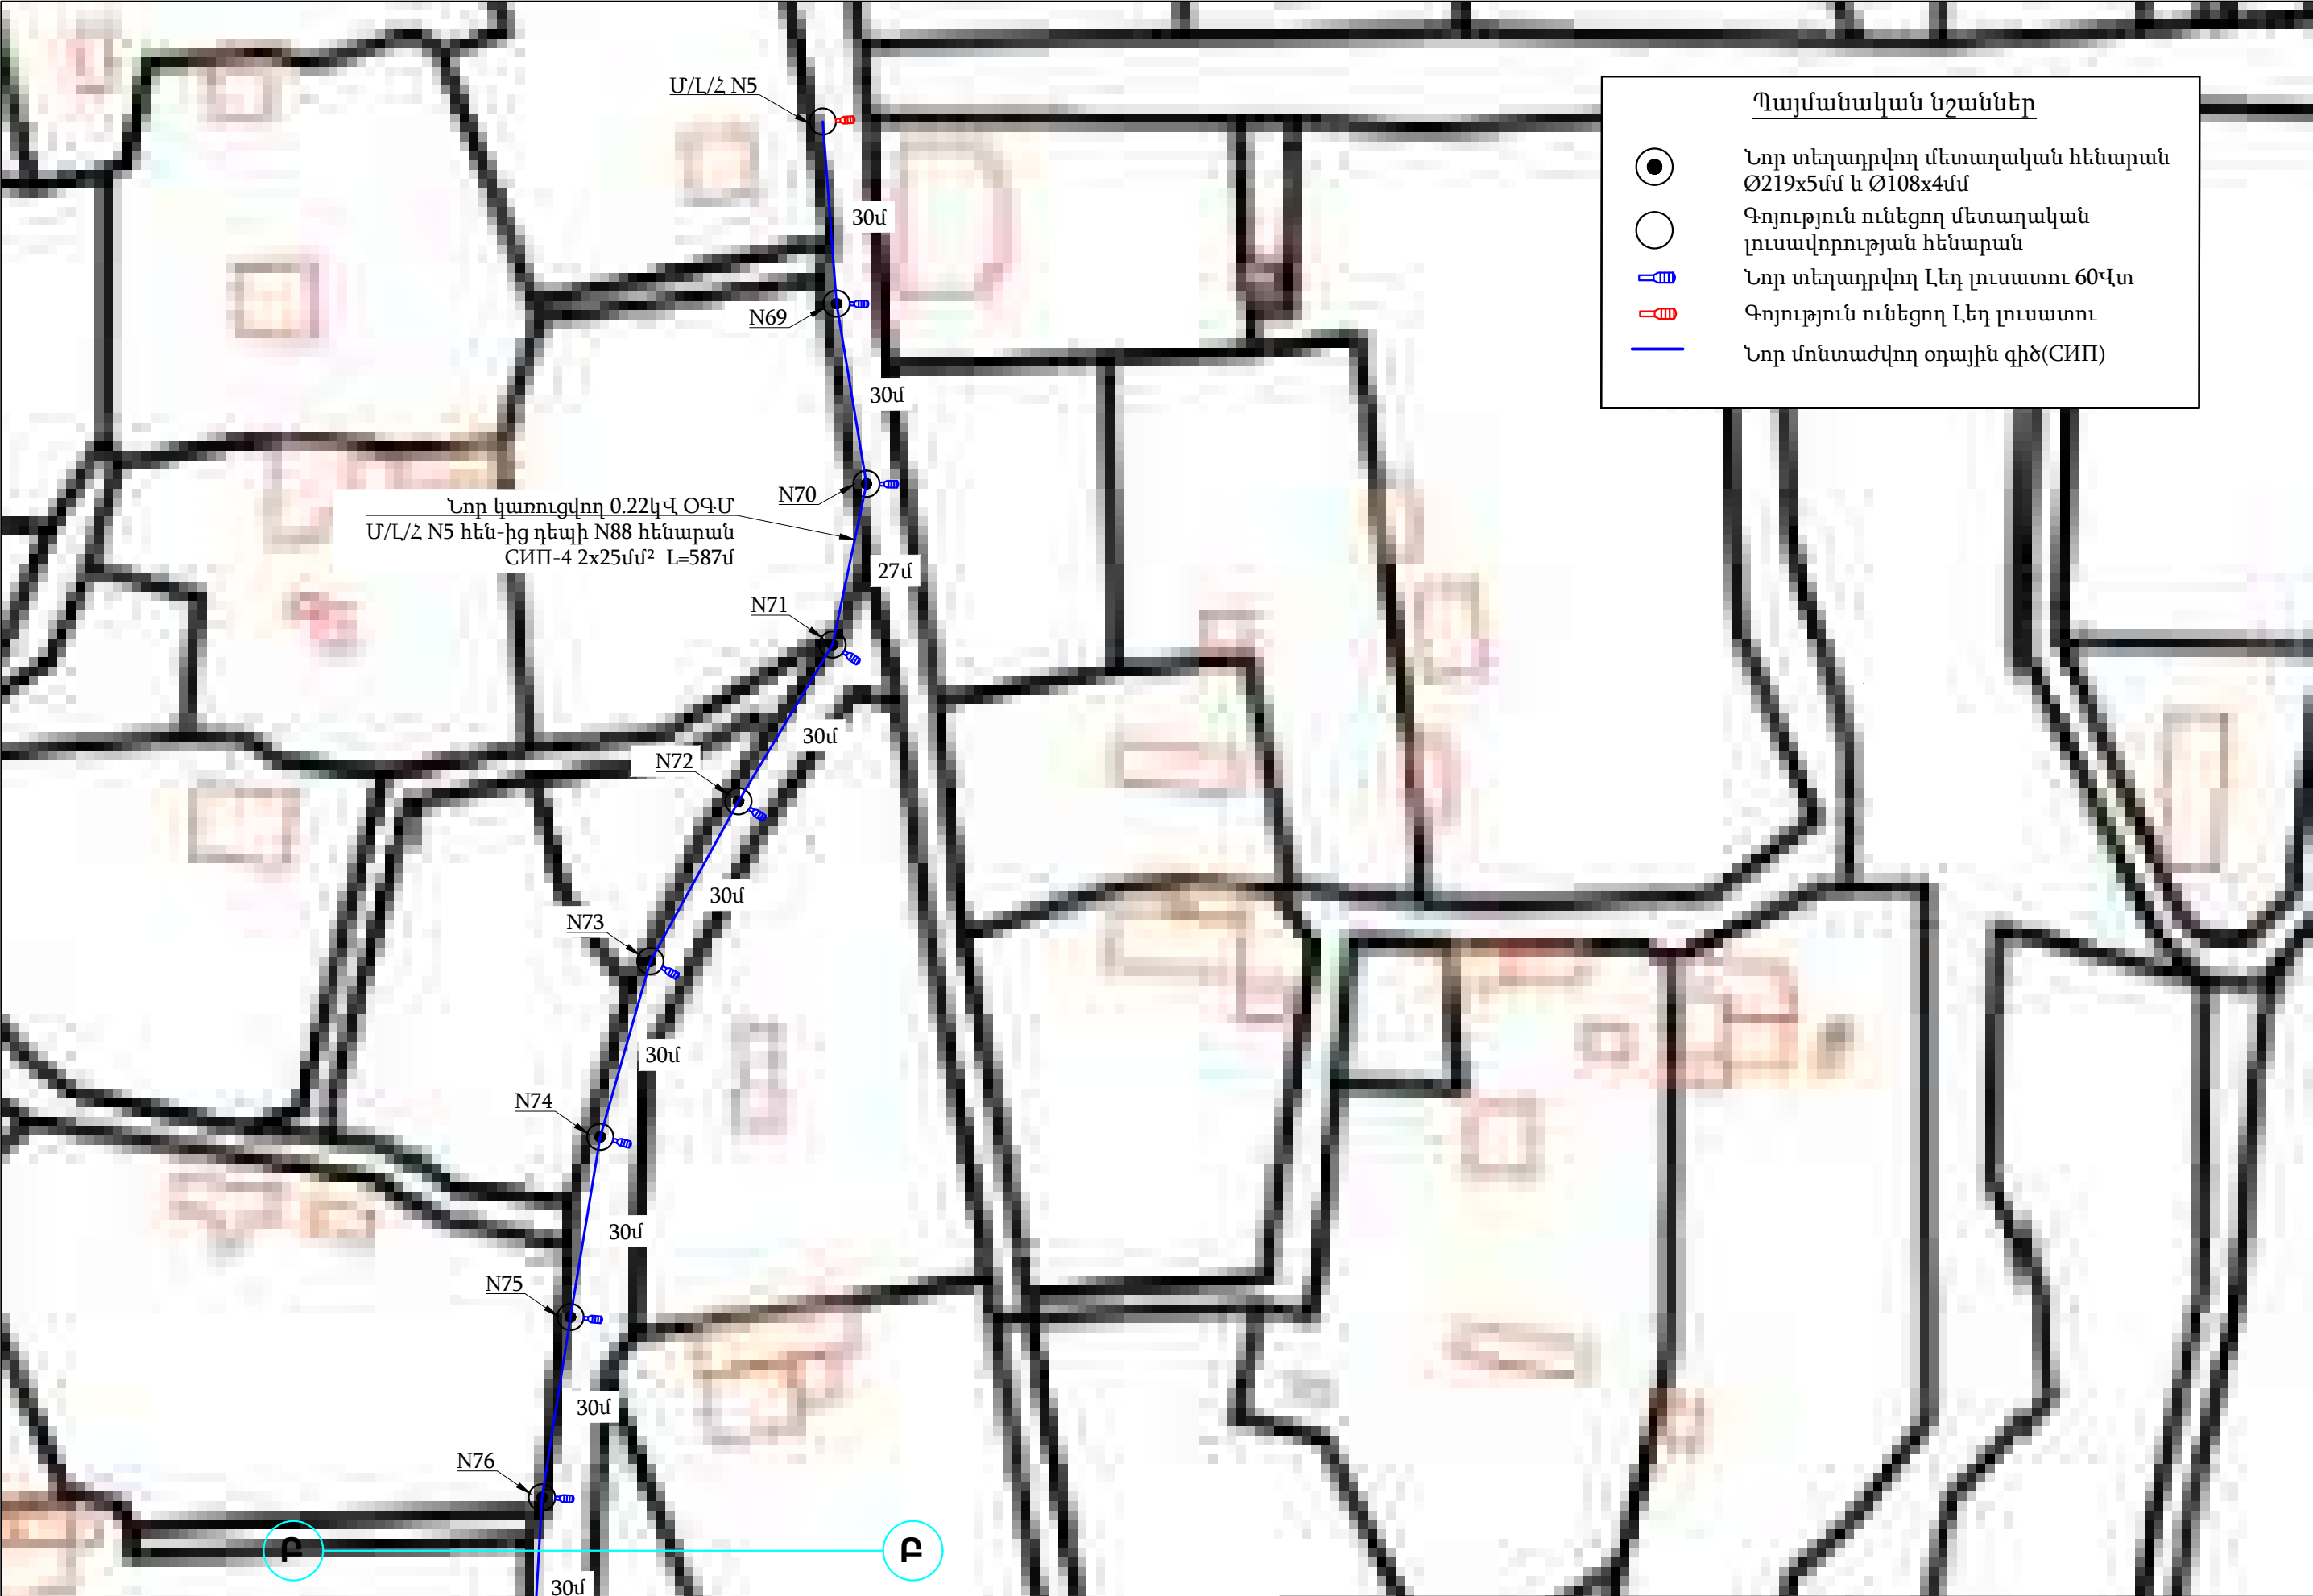 Մ/Լ/Հ N5
30մ
N69
30մ
N70
Նոր կառուցվող 0.22կՎ ՕԳՄ
Մ/Լ/Հ N5 հեն-ից դեպի N88 հենարան
СИП-4 2x25մմ² L=587մ
27մ
N71
30մ
N72
30մ
N73
30մ
N74
30մ
N75
30մ
N76
Բ
Բ
30մ
Պայմանական նշաններ
Նոր տեղադրվող մետաղական հենարան
Ø219x5մմ և Ø108x4մմ
Գոյություն ունեցող մետաղական
լուսավորության հենարան
Նոր տեղադրվող Լեդ լուսատու 60Վտ
Գոյություն ունեցող Լեդ լուսատու
Նոր մոնտաժվող օդային գիծ(СИП)